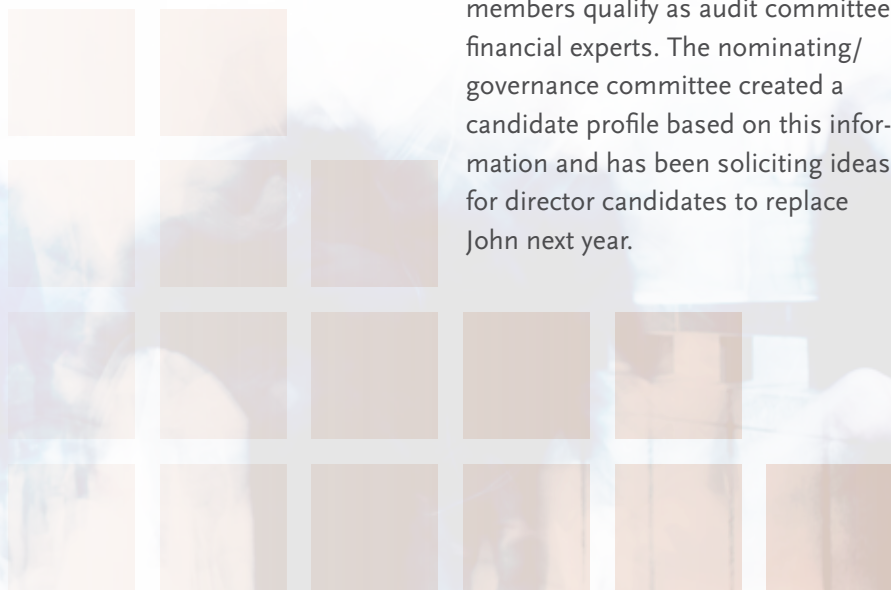 members qualify as audit committee
financial experts. The nominating/
governance committee created a
candidate profile based on this infor-
mation and has been soliciting ideas
for director candidates to replace
John next year.